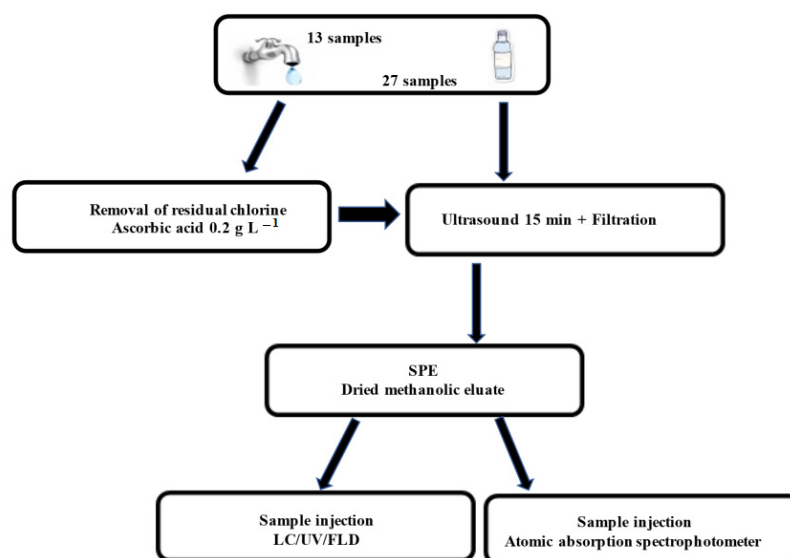 13 samples
27 samples
Removal of residual chlorine
Ascorbic acid 0.2 g L⁻¹
Ultrasound 15 min + Filtration
SPE
Dried methanolic eluate
Sample injection
LC/UV/FLD
Sample injection
Atomic absorption spectrophotometer